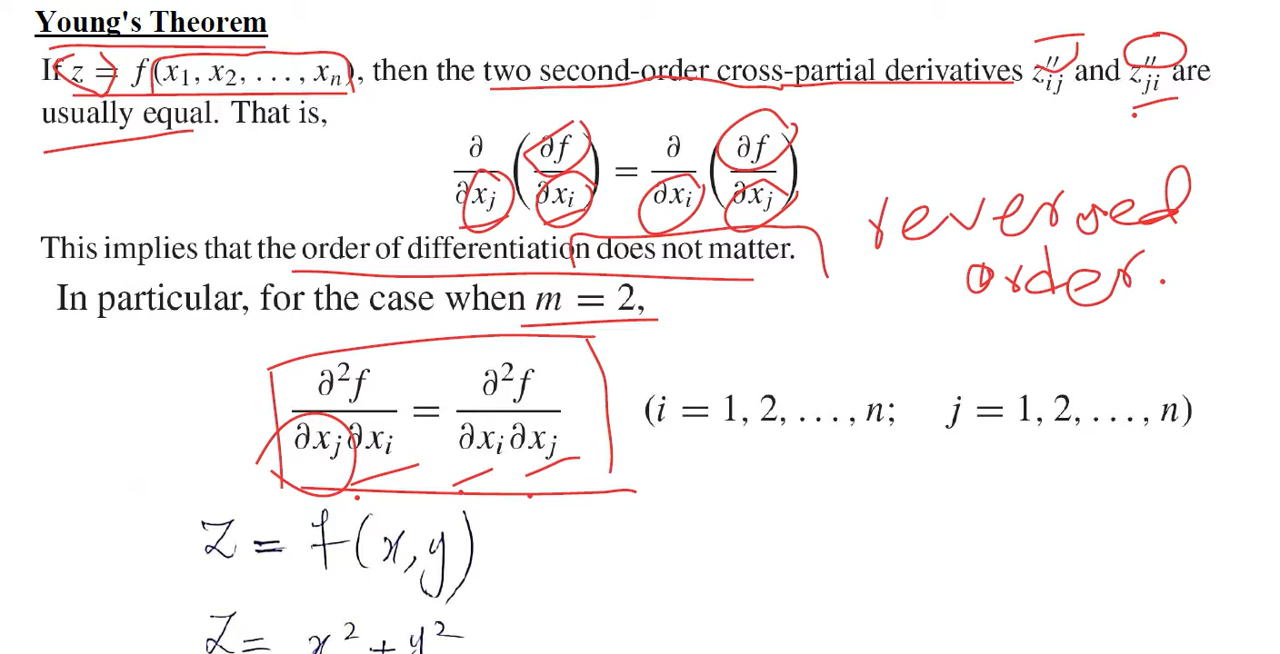 Young's Theorem
If z = f(x₁, x₂, . . . , xₙ), then the two second-order cross-partial derivatives z″ᵢⱼ and z″ⱼᵢ are
usually equal. That is,
∂/∂xⱼ (∂f/∂xᵢ) = ∂/∂xᵢ (∂f/∂xⱼ)
reversed
order.
This implies that the order of differentiation does not matter.
In particular, for the case when m = 2,
∂²f/∂xⱼ∂xᵢ = ∂²f/∂xᵢ∂xⱼ (i = 1, 2, . . . , n; j = 1, 2, . . . , n)
Z = f(x,y)
Z = x² + y²